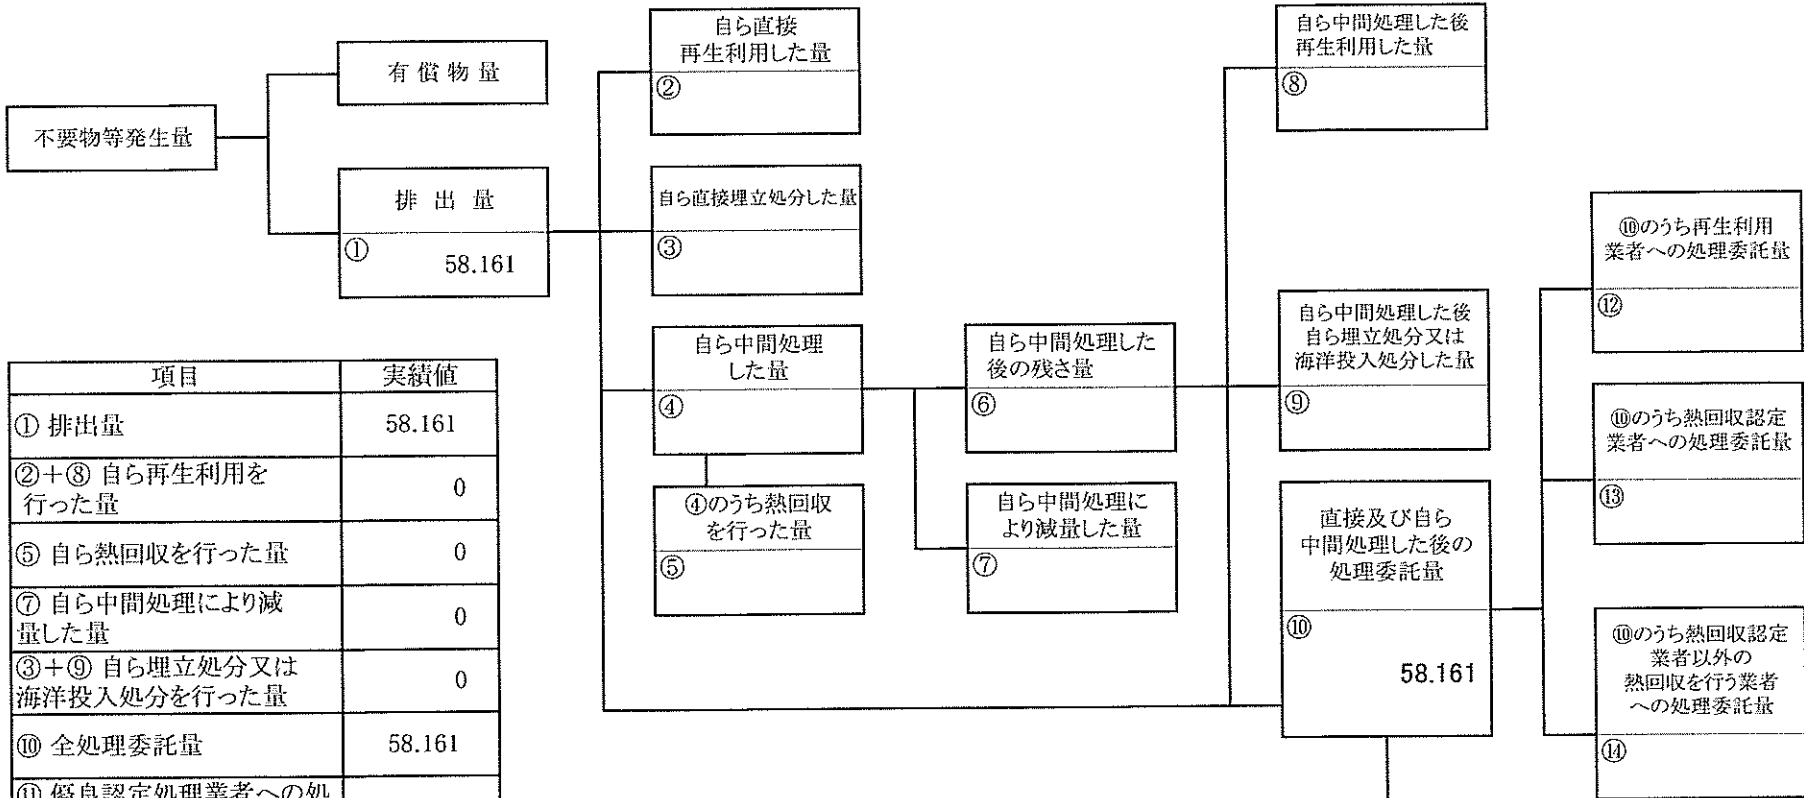 不要物等発生量
有償物量
排出量
①
58.161
自ら直接
再生利用した量
②
自ら直接埋立処分した量
③
自ら中間処理
した量
④
④のうち熱回収
を行った量
⑤
自ら中間処理した
後の残さ量
⑥
自ら中間処理に
より減量した量
⑦
自ら中間処理した後
再生利用した量
⑧
自ら中間処理した後
自ら埋立処分又は
海洋投入処分した量
⑨
直接及び自ら
中間処理した後の
処理委託量
⑩
58.161
⑩のうち再生利用
業者への処理委託量
⑫
⑩のうち熱回収認定
業者への処理委託量
⑬
⑩のうち熱回収認定
業者以外の
熱回収を行う業者
への処理委託量
⑭
項目 実績値
① 排出量 58.161
②+⑧ 自ら再生利用を
行った量 0
⑤ 自ら熱回収を行った量 0
⑦ 自ら中間処理により減
量した量 0
③+⑨ 自ら埋立処分又は
海洋投入処分を行った量 0
⑩ 全処理委託量 58.161
⑪ 優良認定処理業者への処